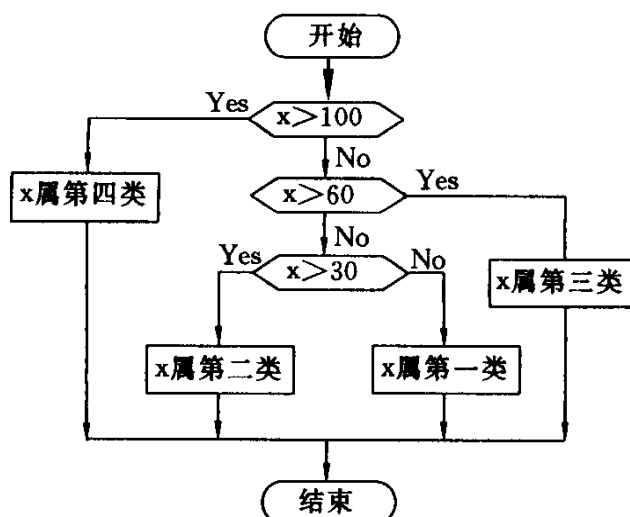 开始
Yes
x>100
No
x属第四类
x>60
Yes
No
Yes
x>30
No
x属第三类
x属第二类
x属第一类
结束